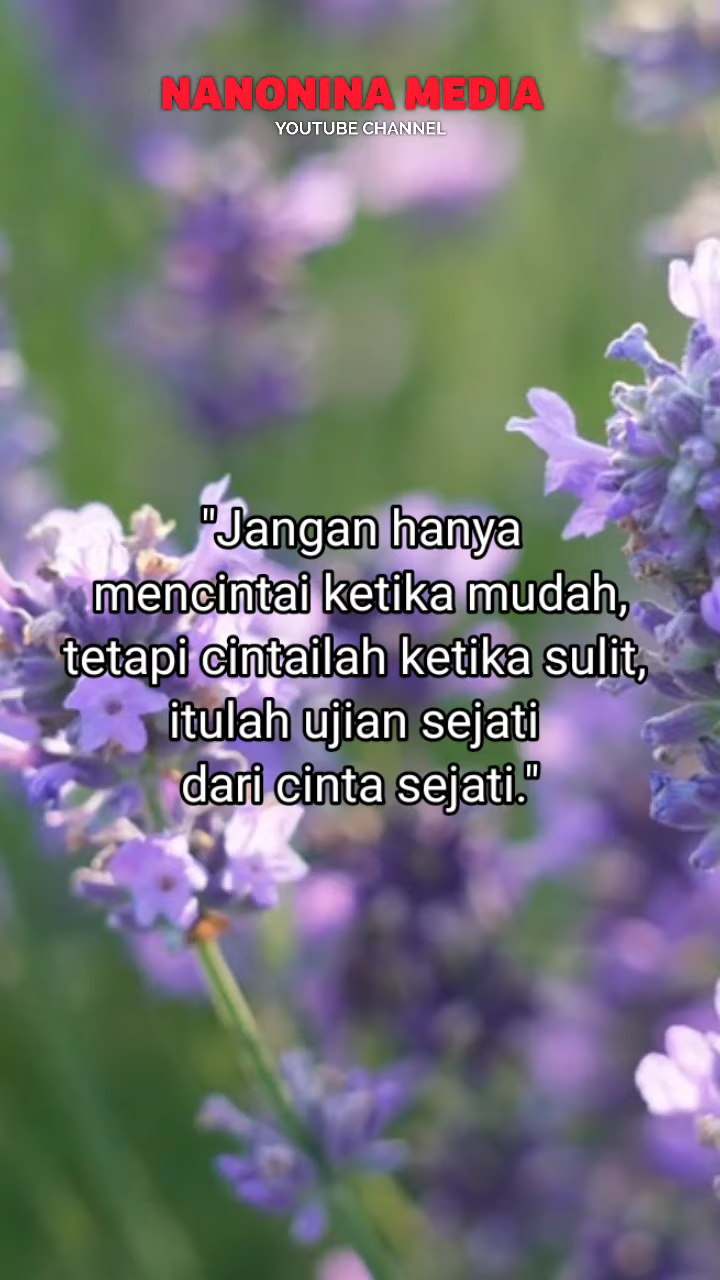 NANONINA MEDIA
YOUTUBE CHANNEL
"Jangan hanya
mencintai ketika mudah,
tetapi cintailah ketika sulit,
itulah ujian sejati
dari cinta sejati."